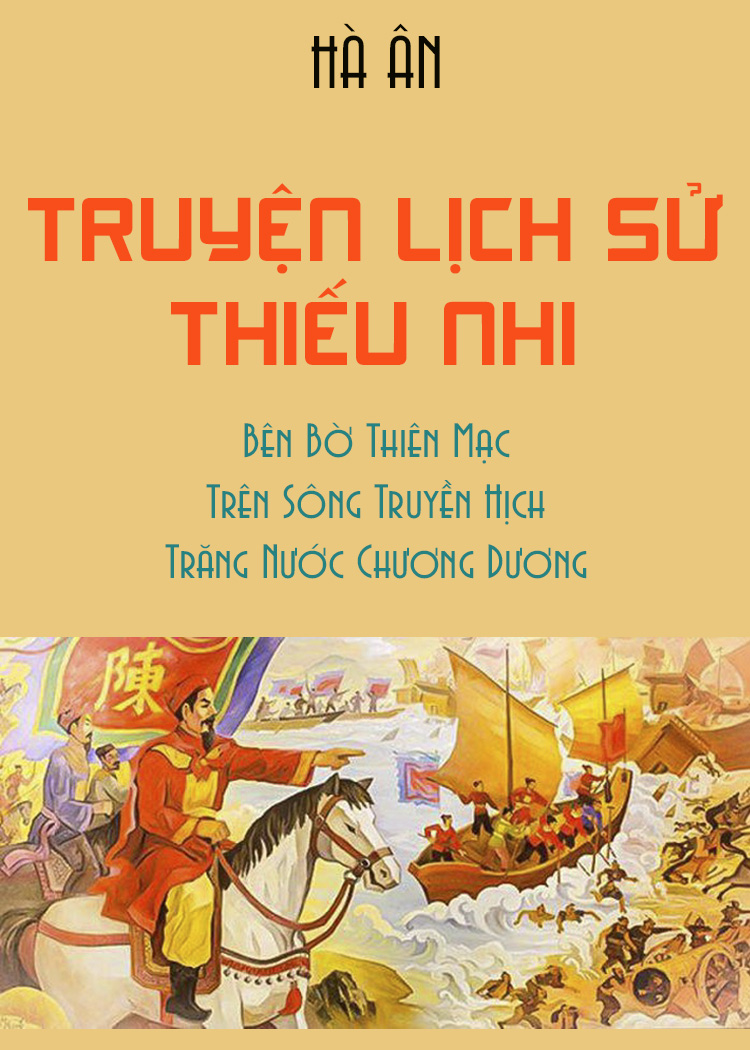 HÀ ÂN
TRUYỆN LỊCH SỬ
THIẾU NHI
BÊN BỜ THIÊN MẠC
TRÊN SÔNG TRUYỀN HỊCH
TRĂNG NƯỚC CHƯƠNG DƯƠNG
陳